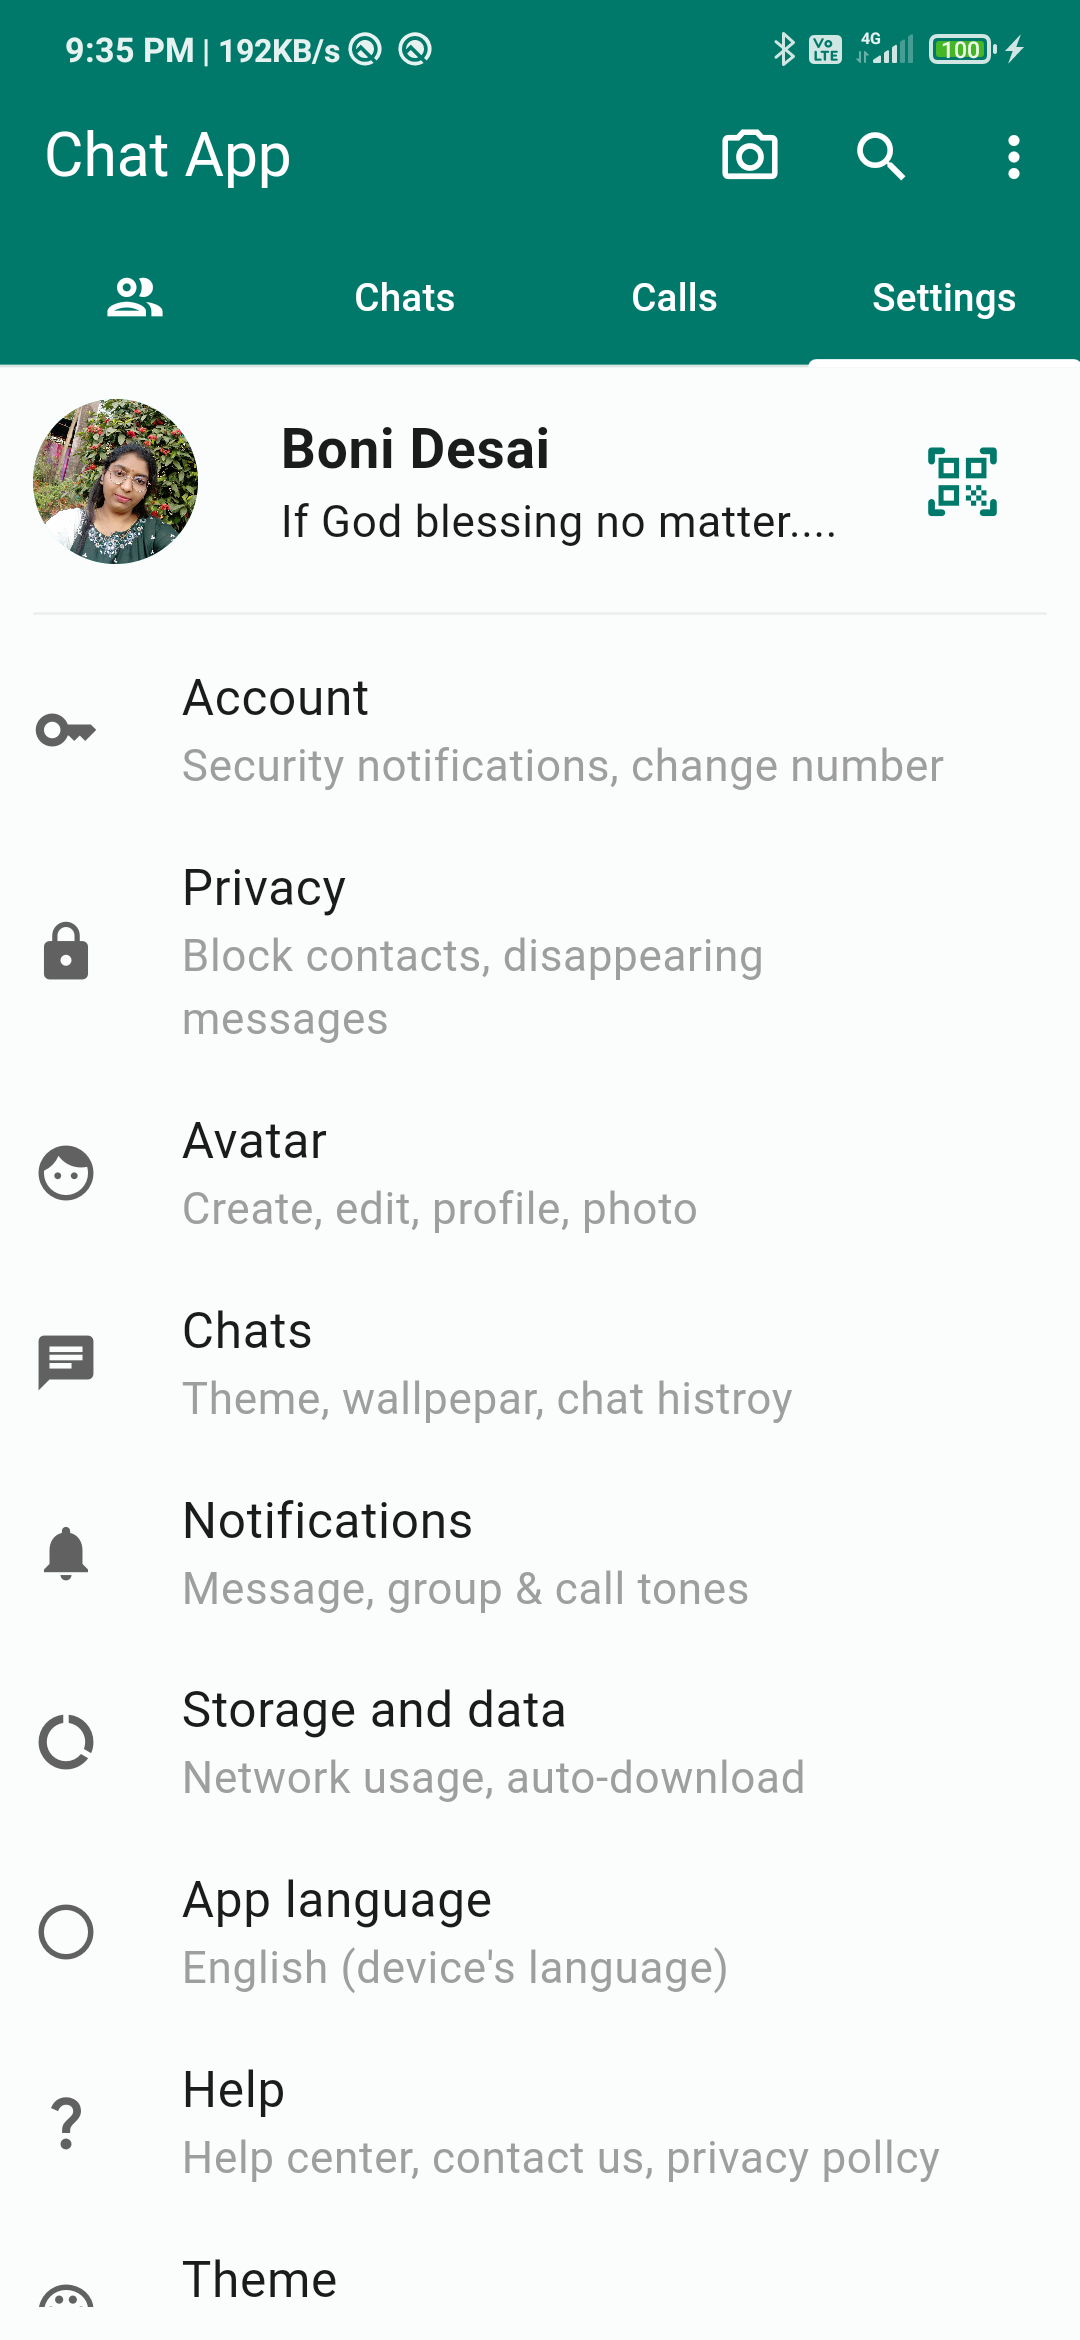 9:35 PM | 192KB/s Vo LTE 4G 100
Chat App
Chats Calls Settings
Boni Desai
If God blessing no matter....
Account
Security notifications, change number
Privacy
Block contacts, disappearing
messages
Avatar
Create, edit, profile, photo
Chats
Theme, wallpepar, chat histroy
Notifications
Message, group & call tones
Storage and data
Network usage, auto-download
App language
English (device's language)
Help
Help center, contact us, privacy pollcy
Theme